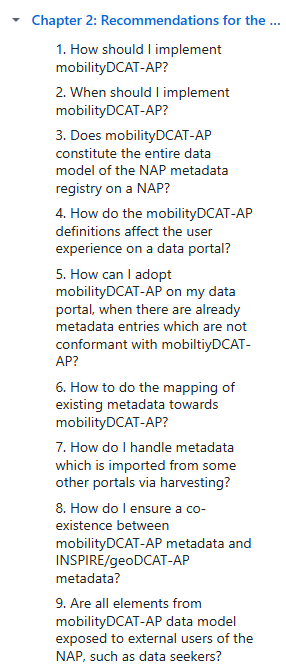 Chapter 2: Recommendations for the ...
1. How should I implement
mobilityDCAT-AP?
2. When should I implement
mobilityDCAT-AP?
3. Does mobilityDCAT-AP
constitute the entire data
model of the NAP metadata
registry on a NAP?
4. How do the mobilityDCAT-AP
definitions affect the user
experience on a data portal?
5. How can I adopt
mobilityDCAT-AP on my data
portal, when there are already
metadata entries which are not
conformant with mobiltiyDCAT-
AP?
6. How to do the mapping of
existing metadata towards
mobilityDCAT-AP?
7. How do I handle metadata
which is imported from some
other portals via harvesting?
8. How do I ensure a co-
existence between
mobilityDCAT-AP metadata and
INSPIRE/geoDCAT-AP
metadata?
9. Are all elements from
mobilityDCAT-AP data model
exposed to external users of the
NAP, such as data seekers?